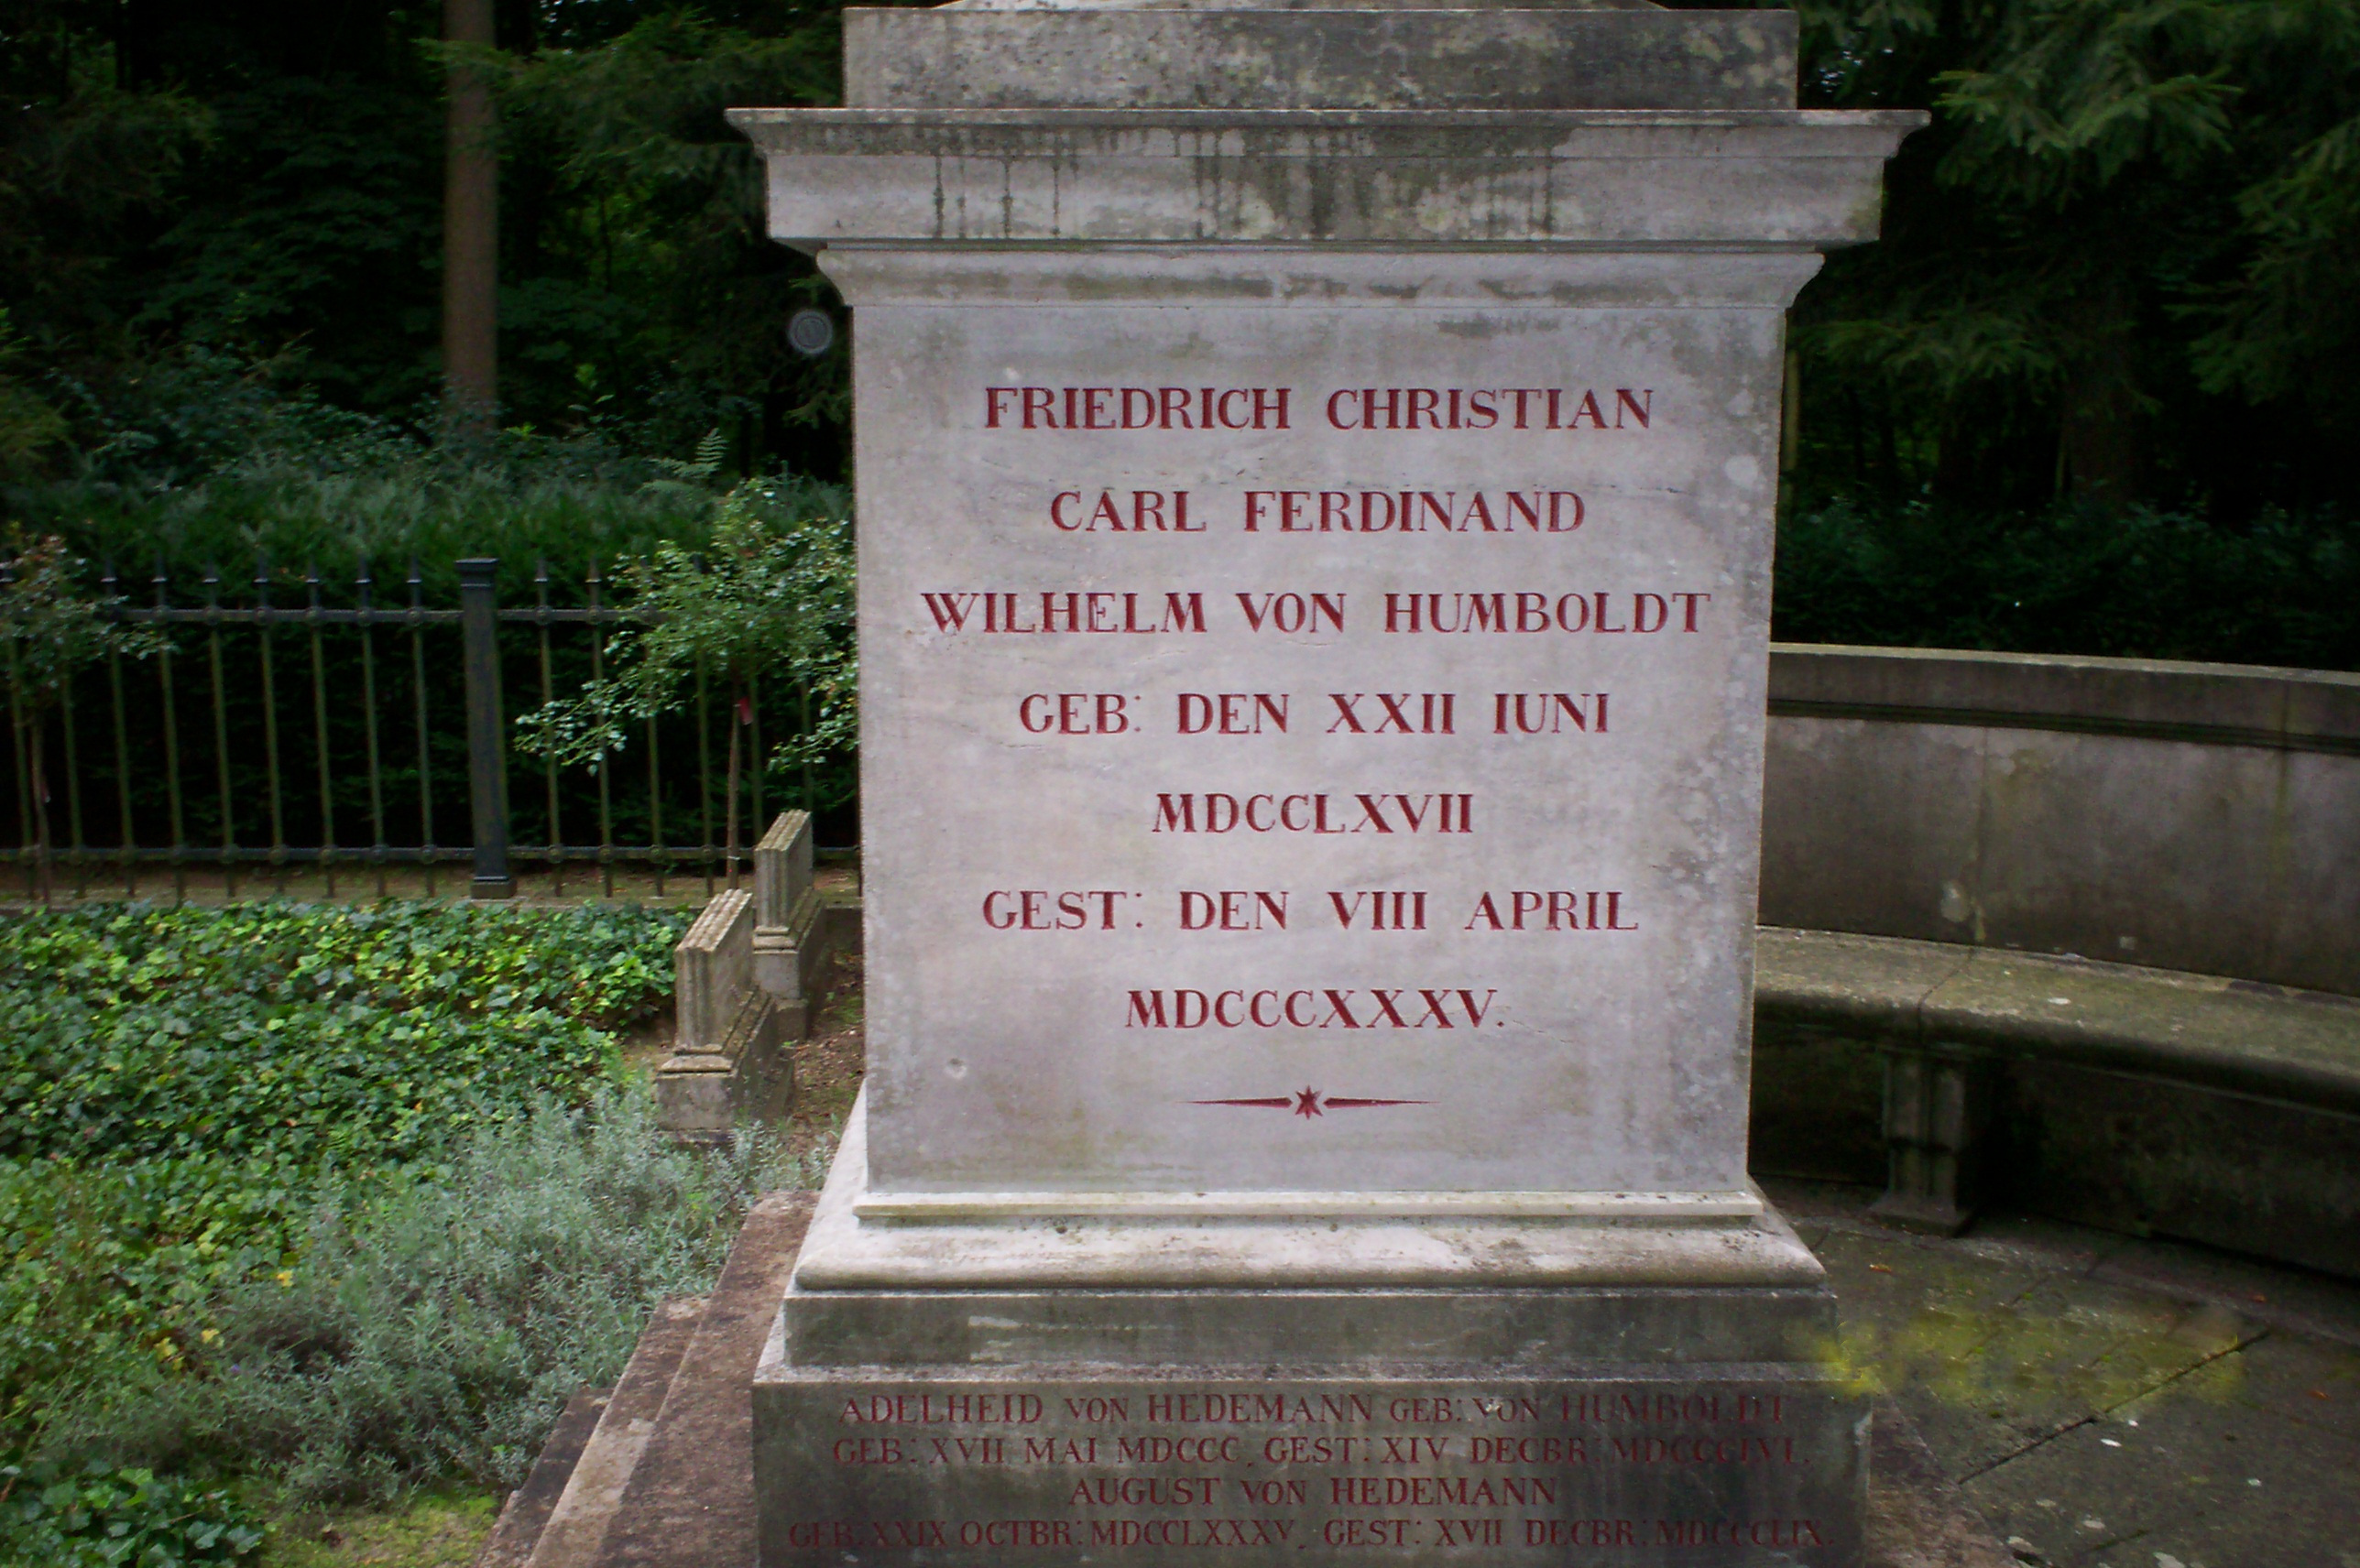 FRIEDRICH CHRISTIAN
CARL FERDINAND
WILHELM VON HUMBOLDT
GEB: DEN XXII IUNI
MDCCLXVII
GEST: DEN VIII APRIL
MDCCCXXXV.
ADELHEID VON HEDEMANN GEB: VON HUMBOLDT
GEB: XVII MAI MDCCC, GEST: XIV DECBR: MDCCCLVI.
AUGUST VON HEDEMANN
GEB. XXIX OCTBR: MDCCLXXXV, GEST: XVII DECBR: MDCCCLIX.